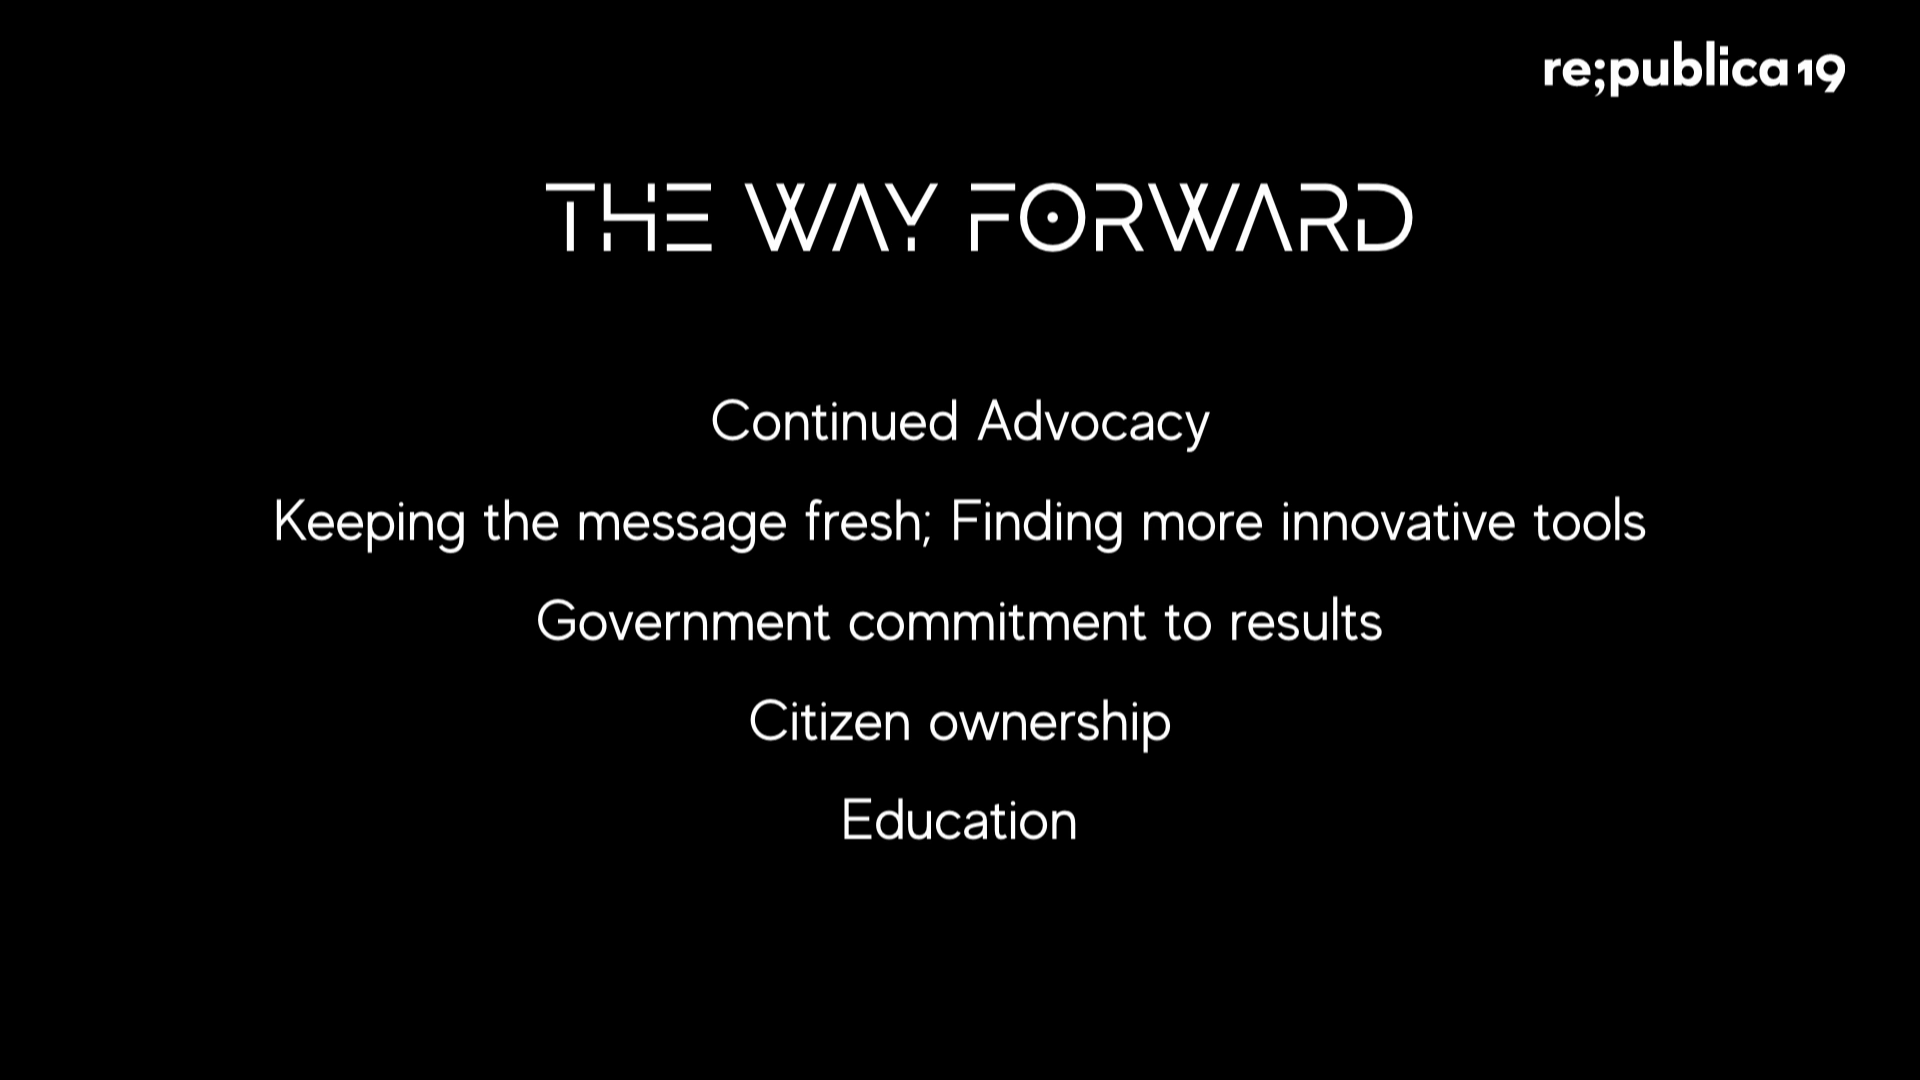 re;publica 19
THE WAY FORWARD
Continued Advocacy
Keeping the message fresh; Finding more innovative tools
Government commitment to results
Citizen ownership
Education